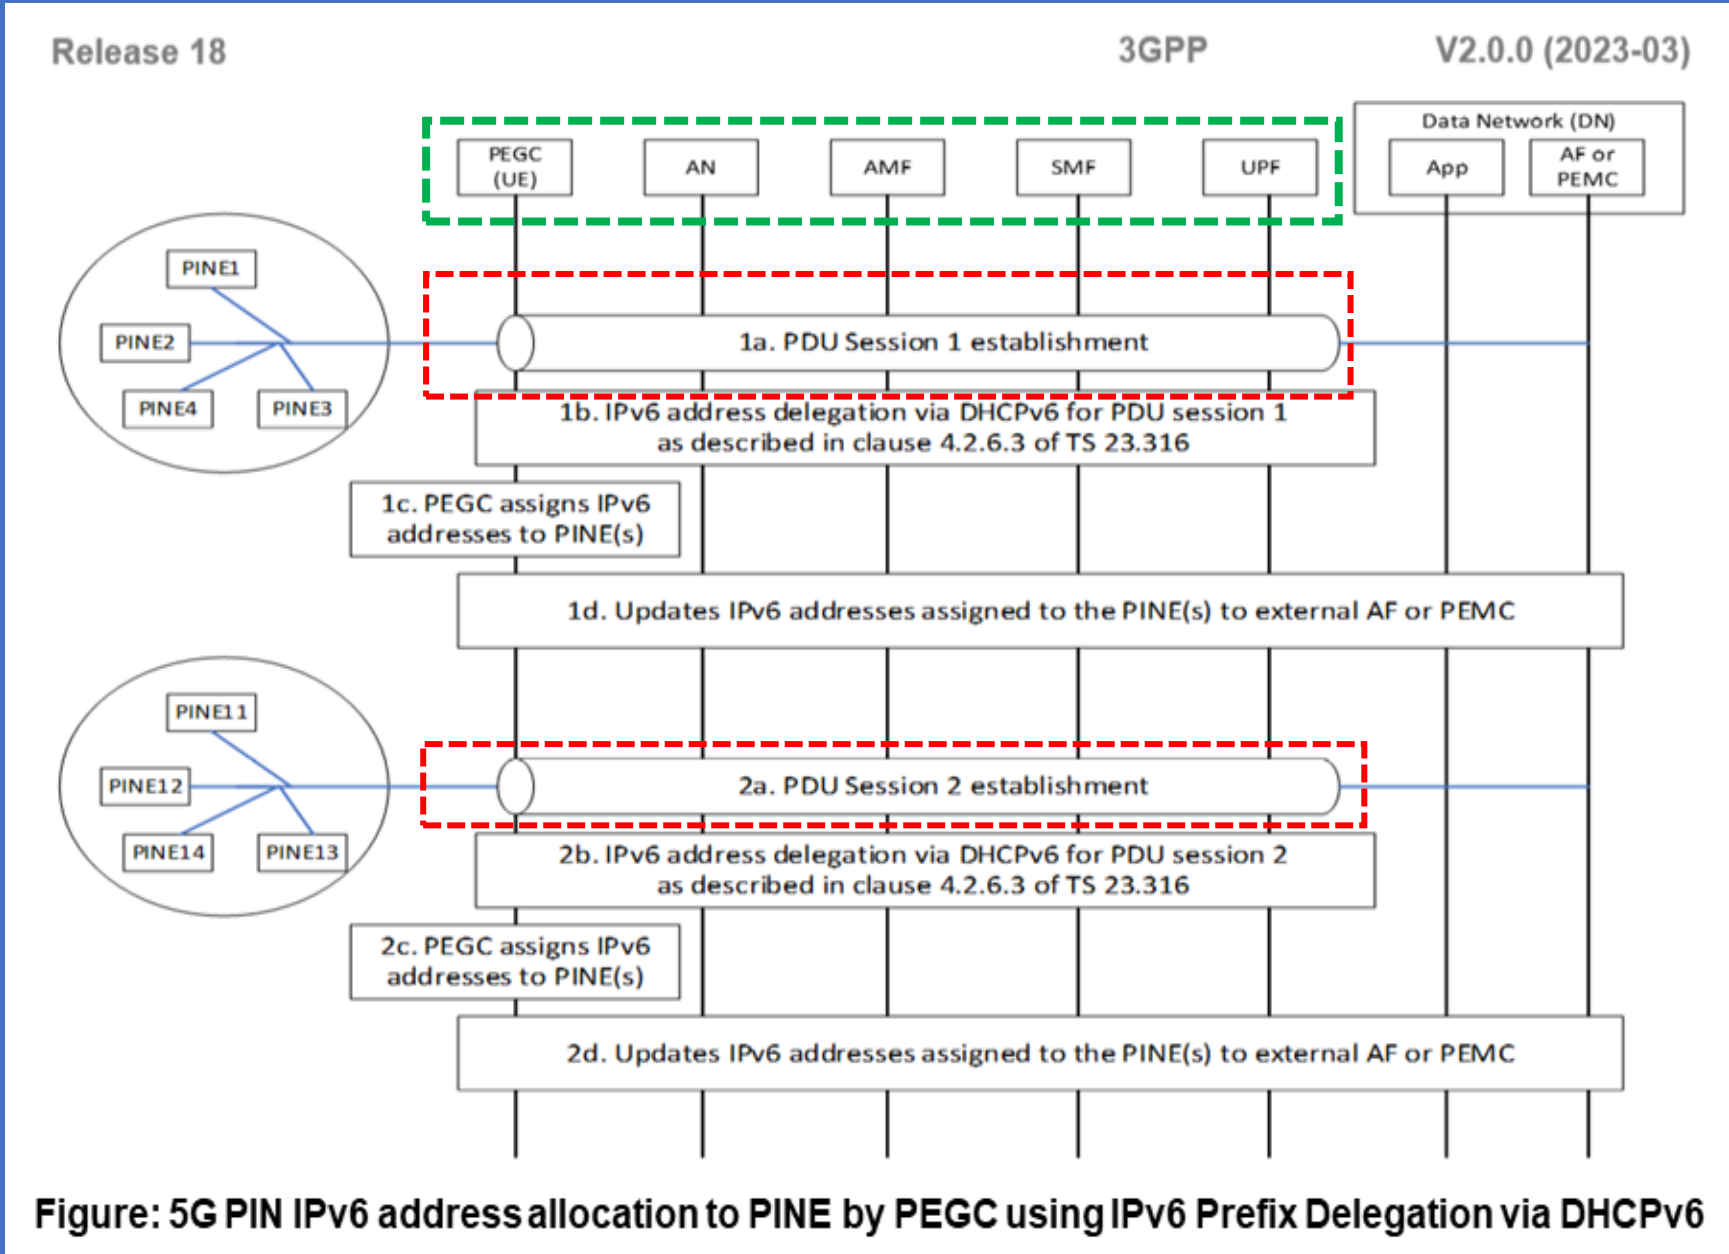 Release 18
3GPP
V2.0.0 (2023-03)
Data Network (DN)
PEGC
(UE)
AN
AMF
SMF
UPF
App
AF or
PEMC
PINE1
PINE2
PINE4
PINE3
1a. PDU Session 1 establishment
1b. IPv6 address delegation via DHCPv6 for PDU session 1
as described in clause 4.2.6.3 of TS 23.316
1c. PEGC assigns IPv6
addresses to PINE(s)
1d. Updates IPv6 addresses assigned to the PINE(s) to external AF or PEMC
PINE11
PINE12
PINE14
PINE13
2a. PDU Session 2 establishment
2b. IPv6 address delegation via DHCPv6 for PDU session 2
as described in clause 4.2.6.3 of TS 23.316
2c. PEGC assigns IPv6
addresses to PINE(s)
2d. Updates IPv6 addresses assigned to the PINE(s) to external AF or PEMC
Figure: 5G PIN IPv6 address allocation to PINE by PEGC using IPv6 Prefix Delegation via DHCPv6